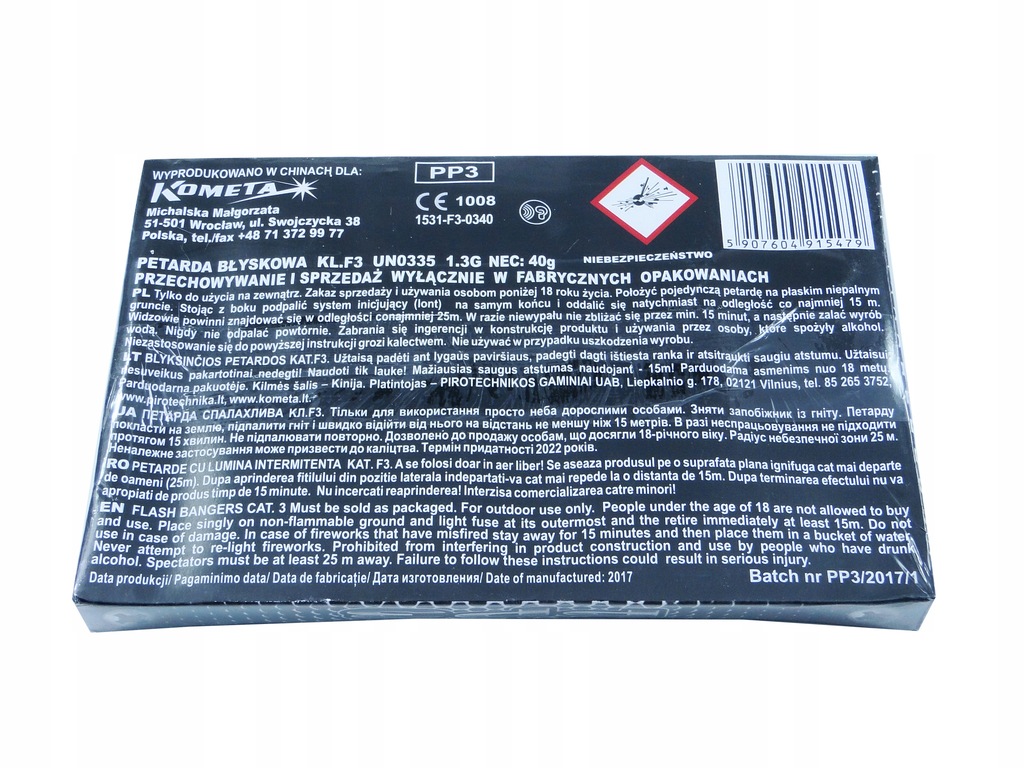 WYPRODUKOWANO W CHINACH DLA:
KOMETA
Michalska Małgorzata
51-501 Wrocław, ul. Swojczycka 38
Polska, tel./fax +48 71 372 99 77
PP3
CE 1008
1531-F3-0340
NIEBEZPIECZEŃSTWO
5 907604 915479
PETARDA BŁYSKOWA KL.F3 UN0335 1.3G NEC: 40g
PRZECHOWYWANIE I SPRZEDAŻ WYŁĄCZNIE W FABRYCZNYCH OPAKOWANIACH
PL Tylko do użycia na zewnątrz. Zakaz sprzedaży i używania osobom poniżej 18 roku życia. Położyć pojedynczą petardę na płaskim niepalnym
gruncie. Stojąc z boku podpalić system inicjujący (lont) na samym końcu i oddalić się natychmiast na odległość co najmniej 15 m.
Widzowie powinni znajdować się w odległości conajmniej 25m. W razie niewypału nie zbliżać się przez min. 15 minut, a następnie zalać wyrób
wodą. Nigdy nie odpalać powtórnie. Zabrania się ingerencji w konstrukcję produktu i używania przez osoby, które spożyły alkohol.
Niezastosowanie się do powyższej instrukcji grozi kalectwem. Nie używać w przypadku uszkodzenia wyrobu.
LT BLYKSINČIOS PETARDOS KAT.F3. Užtaisą padėti ant lygaus paviršiaus, padegti dagtį ištiesta ranka ir atsitraukti saugiu atstumu. Užtaisui
nesuveikus pakartotinai nedegti! Naudoti tik lauke! Mažiausias saugus atstumas naudojant - 15m! Parduodama asmenims nuo 18 metų.
Parduodama pakuotėje. Kilmės šalis – Kinija. Platintojas – PIROTECHNIKOS GAMINIAI UAB, Liepkalnio g. 178, 02121 Vilnius, tel. 85 265 3752,
www.pirotechnika.lt, www.kometa.lt.
UA ПЕТАРДА СПАЛАХЛИВА КЛ.F3. Тільки для використання просто неба дорослими особами. Зняти запобіжник із гніту. Петарду
покласти на землю, підпалити гніт і швидко відійти від нього на відстань не меншу ніж 15 метрів. В разі неспрацьовування не підходити
протягом 15 хвилин. Не підпалювати повторно. Дозволено до продажу особам, що досягли 18-річного віку. Радіус небезпечної зони 25 м.
Неналежне застосування може призвести до каліцтва. Термін придатності 2022 років.
RO PETARDE CU LUMINA INTERMITENTA KAT. F3. A se folosi doar in aer liber! Se aseaza produsul pe o suprafata plana ignifuga cat mai departe
de oameni (25m). Dupa aprinderea fitilului din pozitie laterala indepartati-va cat mai repede la o distanta de 15m. Dupa terminarea efectului nu va
apropiati de produs timp de 15 minute. Nu incercati reaprinderea! Interzisa comercializarea catre minori!
EN FLASH BANGERS CAT. 3 Must be sold as packaged. For outdoor use only. People under the age of 18 are not allowed to buy
and use. Place singly on non-flammable ground and light fuse at its outermost and the retire immediately at least 15m. Do not
use in case of damage. In case of fireworks that have misfired stay away for 15 minutes and then place them in a bucket of water.
Never attempt to re-light fireworks. Prohibited from interfering in product construction and use by people who have drunk
alcohol. Spectators must be at least 25 m away. Failure to follow these instructions could result in serious injury.
Data produkcji/ Pagaminimo data/ Data de fabricație/ Дата изготовления/ Date of manufactured: 2017
Batch nr PP3/2017/1